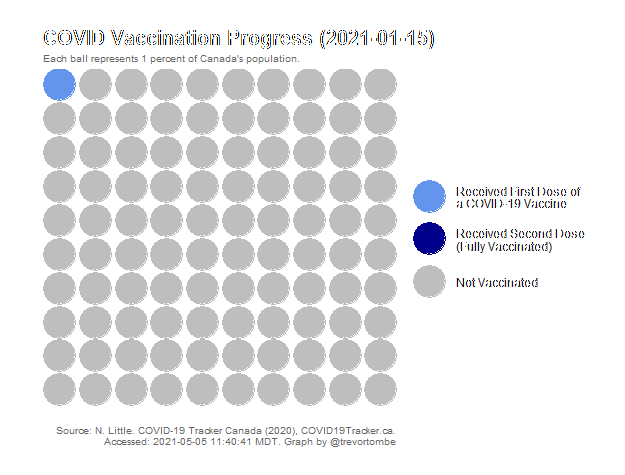 COVID Vaccination Progress (2021-01-15)
Each ball represents 1 percent of Canada's population.
Received First Dose of
a COVID-19 Vaccine
Received Second Dose
(Fully Vaccinated)
Not Vaccinated
Source: N. Little. COVID-19 Tracker Canada (2020), COVID19Tracker.ca.
Accessed: 2021-05-05 11:40:41 MDT. Graph by @trevortombe